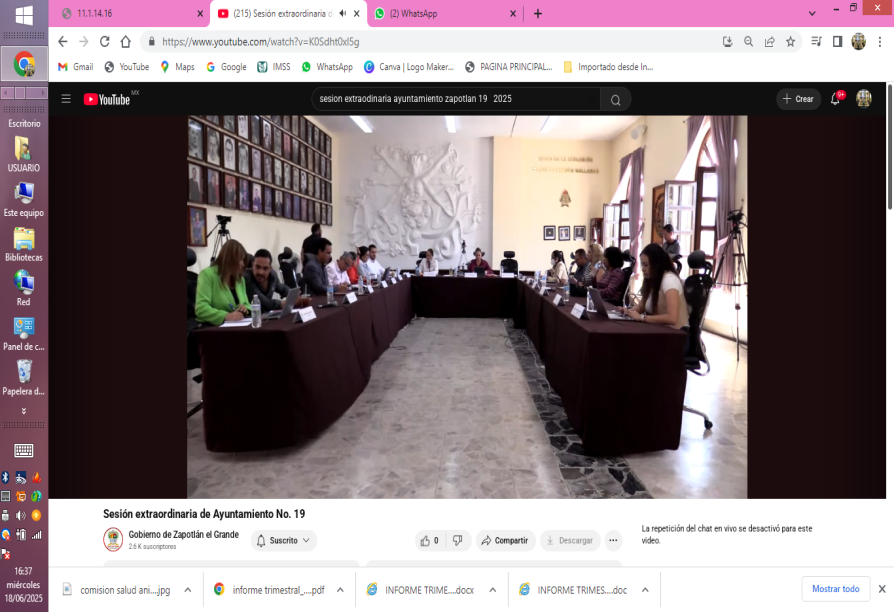 11.1.14.16
(215) Sesión extraordinaria d
(2) WhatsApp
https://www.youtube.com/watch?v=K0Sdht0xl5g
Gmail
YouTube
Maps
Google
IMSS
WhatsApp
Canva | Logo Maker...
PAGINA PRINCIPAL...
Importado desde In...
YouTube MX
sesion extraodinaria ayuntamiento zapotlan 19 2025
Crear
9+
Escritorio
USUARIO
Este equipo
Bibliotecas
Red
Panel de c...
Papelera d...
16:37
miércoles
18/06/2025
Sesión extraordinaria de Ayuntamiento No. 19
Gobierno de Zapotlán el Grande
2.6 K suscriptores
Suscrito
0
Compartir
Descargar
La repetición del chat en vivo se desactivó para este
video.
comision salud ani....jpg
informe trimestral_....pdf
INFORME TRIME....docx
INFORME TRIMES....doc
Mostrar todo